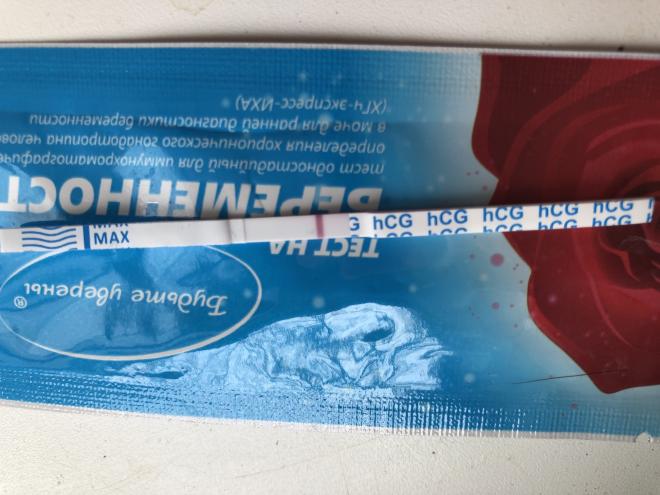 Будьте уверены®
ТЕСТ НА
БЕРЕМЕННОСТ
тест одностадийный для иммунохроматографиче
определения хорионического гонадотропина челове
в моче для ранней диагностики беременности
(ХГч-экспресс-ИХА)
MAX hCG hCG hCG hCG hCG